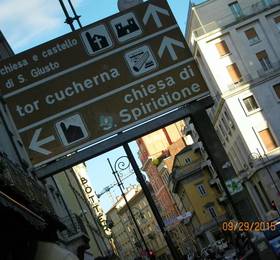 chiesa e castello
di S. Giusto
tor cucherna
chiesa di
S. Spiridione
09/29/2015